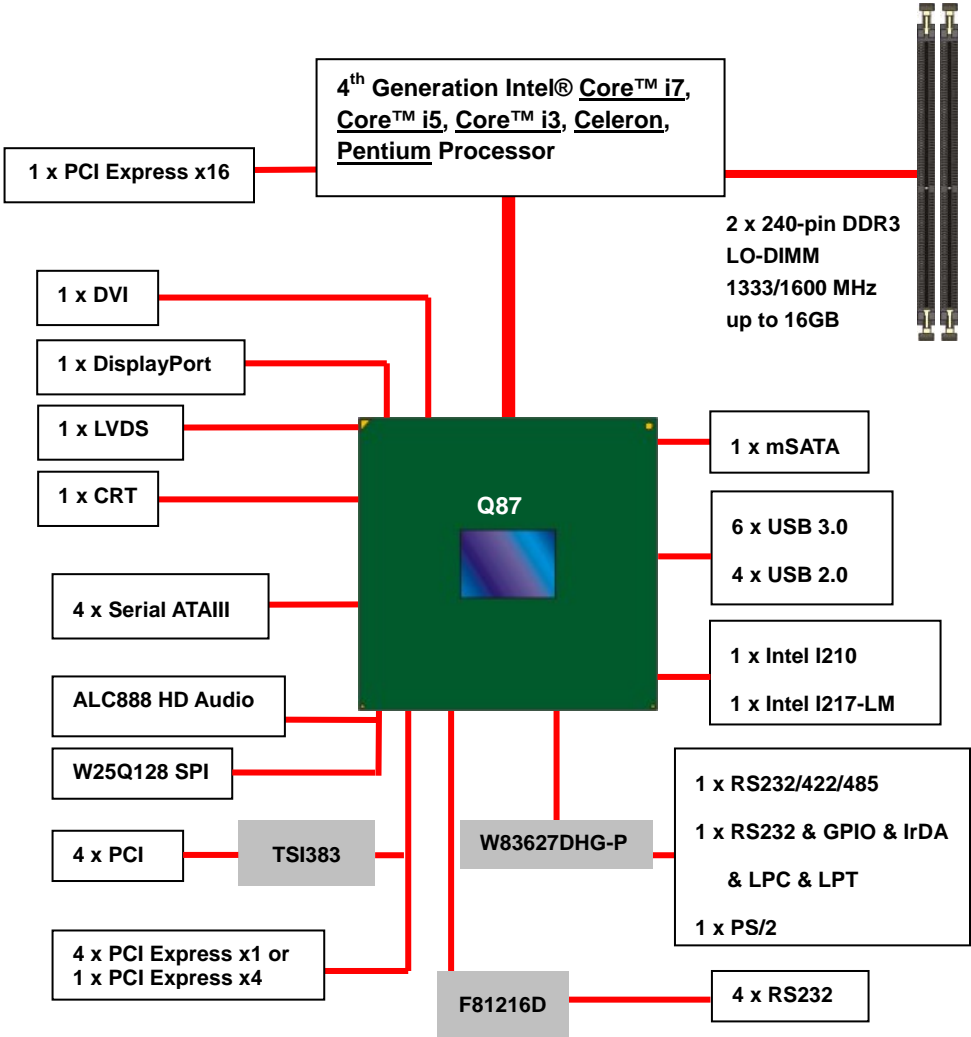 4th Generation Intel® Core™ i7,
Core™ i5, Core™ i3, Celeron,
Pentium Processor
1 x PCI Express x16
2 x 240-pin DDR3
LO-DIMM
1333/1600 MHz
up to 16GB
1 x DVI
1 x DisplayPort
1 x LVDS
1 x CRT
Q87
1 x mSATA
6 x USB 3.0
4 x USB 2.0
4 x Serial ATAIII
1 x Intel I210
1 x Intel I217-LM
ALC888 HD Audio
W25Q128 SPI
4 x PCI
TSI383
W83627DHG-P
1 x RS232/422/485
1 x RS232 & GPIO & IrDA
& LPC & LPT
1 x PS/2
4 x PCI Express x1 or
1 x PCI Express x4
F81216D
4 x RS232